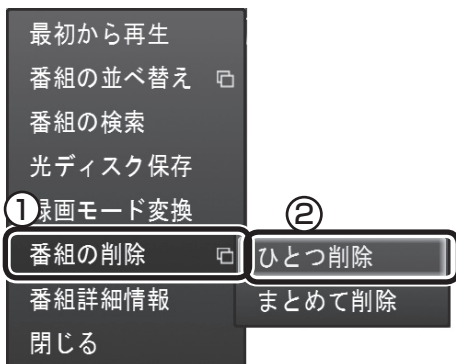 最初から再生
番組の並べ替え
番組の検索
光ディスク保存
① 録画モード変換 ②
番組の削除 ひとつ削除
番組詳細情報 まとめて削除
閉じる